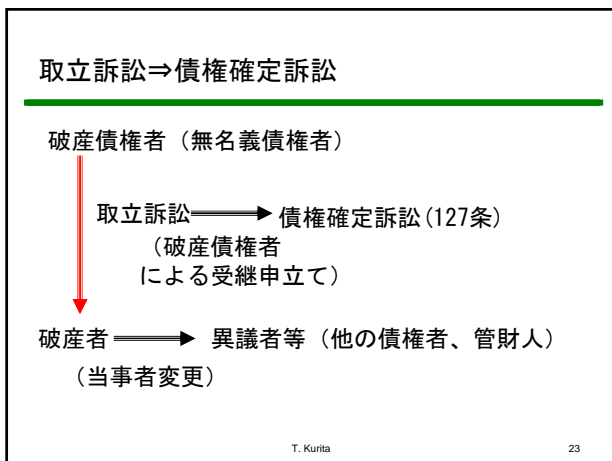 取立訴訟⇒債権確定訴訟
破産債権者（無名義債権者）
取立訴訟 債権確定訴訟(127条)
（破産債権者
による受継申立て）
破産者 異議者等（他の債権者、管財人）
（当事者変更）
T. Kurita 23